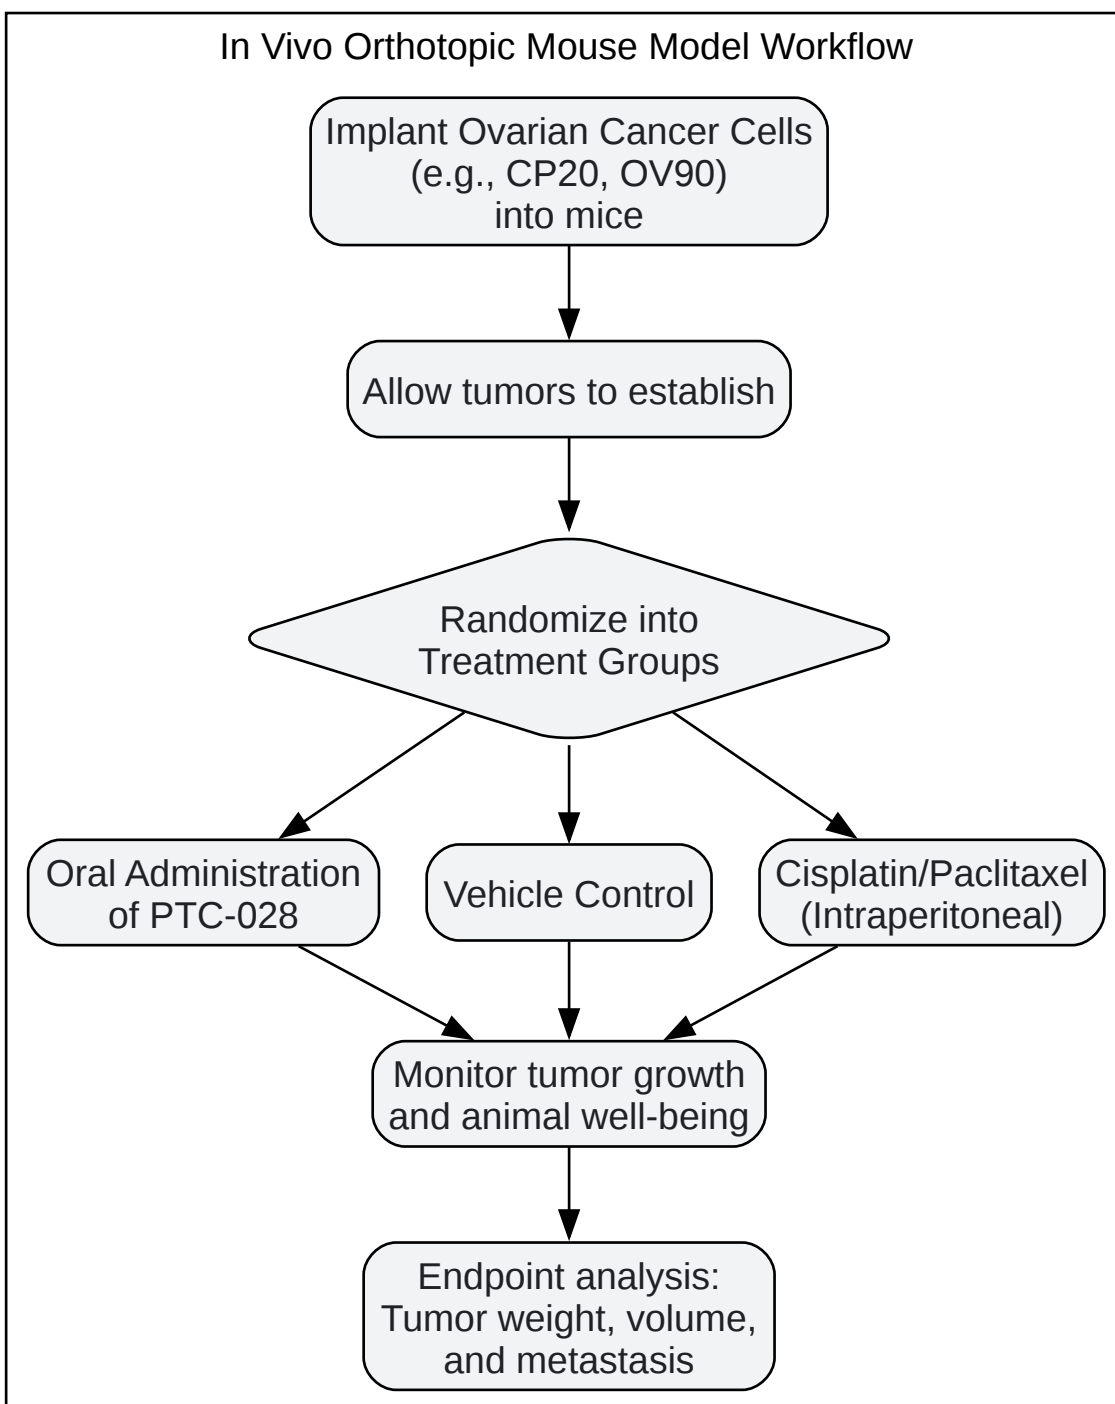 In Vivo Orthotopic Mouse Model Workflow
Implant Ovarian Cancer Cells
(e.g., CP20, OV90)
into mice
Allow tumors to establish
Randomize into
Treatment Groups
Oral Administration
of PTC-028
Vehicle Control
Cisplatin/Paclitaxel
(Intraperitoneal)
Monitor tumor growth
and animal well-being
Endpoint analysis:
Tumor weight, volume,
and metastasis